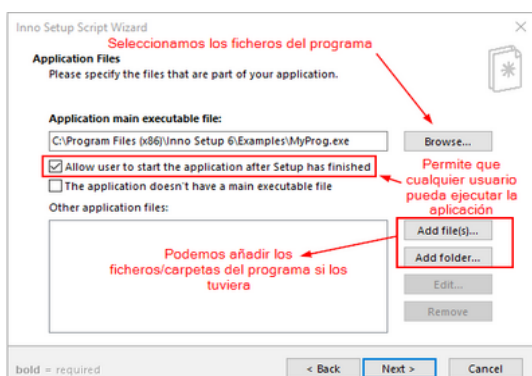 Inno Setup Script Wizard
Seleccionamos los ficheros del programa
Application Files
Please specify the files that are part of your application.
Application main executable file:
C:\Program Files (x86)\Inno Setup 6\Examples\MyProg.exe
Browse...
Allow user to start the application after Setup has finished
Permite que
cualquier usuario
pueda ejecutar la
aplicación
The application doesn't have a main executable file
Other application files:
Add file(s)...
Podemos añadir los
ficheros/carpetas del programa si los
tuviera
Add folder...
Edit...
Remove
bold = required
< Back
Next >
Cancel